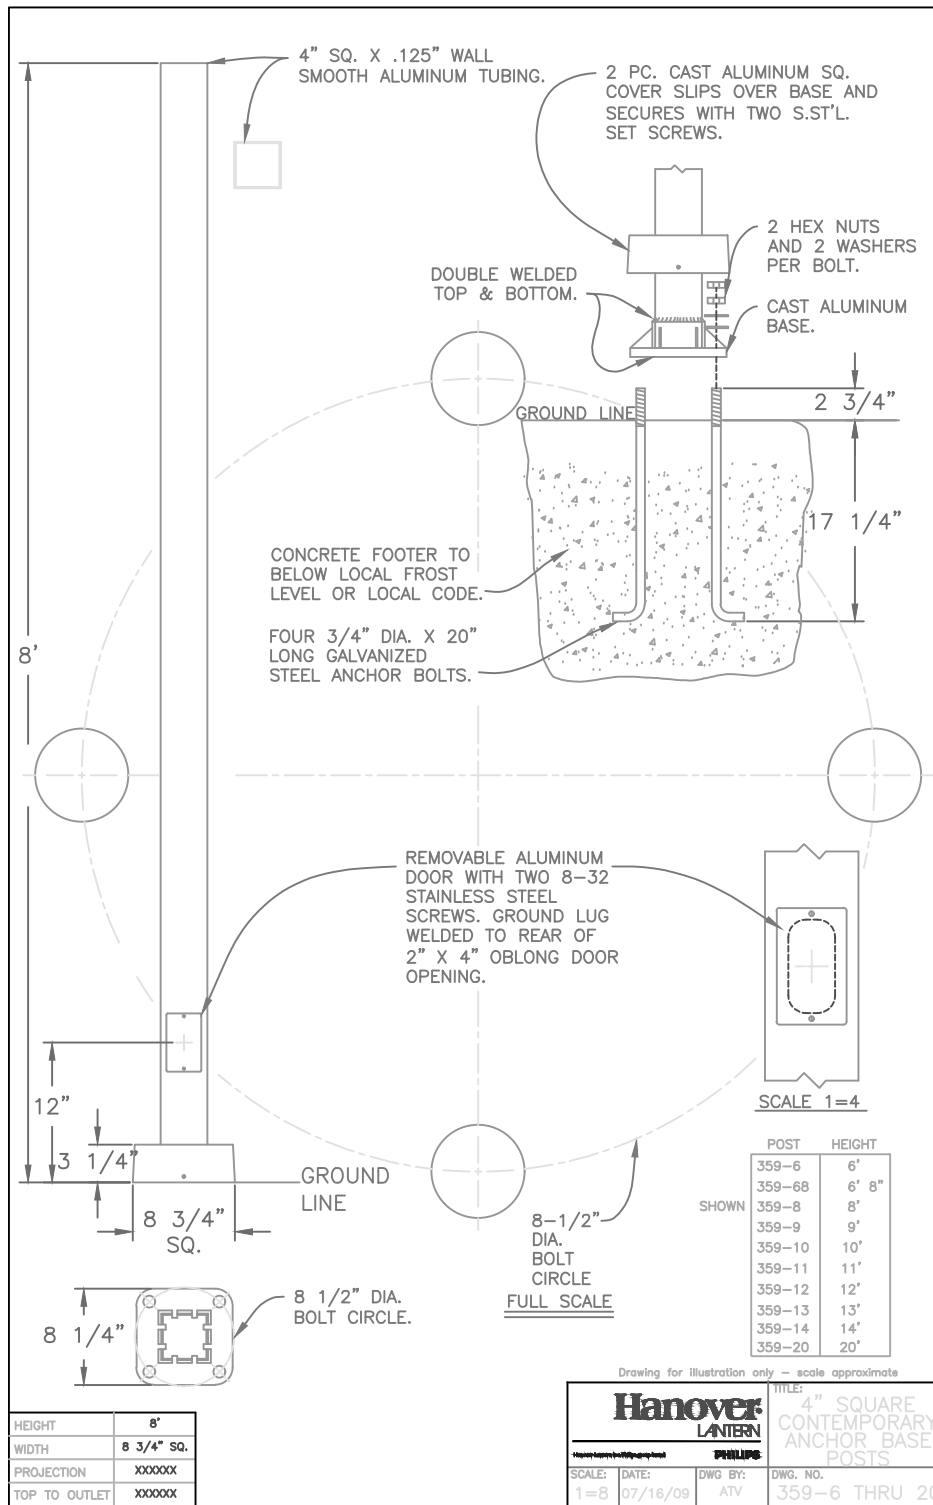 4" SQ. X .125" WALL
SMOOTH ALUMINUM TUBING.
2 PC. CAST ALUMINUM SQ.
COVER SLIPS OVER BASE AND
SECURES WITH TWO S.ST'L.
SET SCREWS.
2 HEX NUTS
AND 2 WASHERS
PER BOLT.
DOUBLE WELDED
TOP & BOTTOM.
CAST ALUMINUM
BASE.
2 3/4"
GROUND LINE
17 1/4"
CONCRETE FOOTER TO
BELOW LOCAL FROST
LEVEL OR LOCAL CODE.
FOUR 3/4" DIA. X 20"
LONG GALVANIZED
STEEL ANCHOR BOLTS.
8'
REMOVABLE ALUMINUM
DOOR WITH TWO 8-32
STAINLESS STEEL
SCREWS. GROUND LUG
WELDED TO REAR OF
2" X 4" OBLONG DOOR
OPENING.
SCALE 1=4
12"
3 1/4"
GROUND
LINE
8 3/4"
SQ.
8-1/2"
DIA.
BOLT
CIRCLE
FULL SCALE
8 1/2" DIA.
BOLT CIRCLE.
8 1/4"
POST HEIGHT
359-6 6'
359-68 6' 8"
SHOWN 359-8 8'
359-9 9'
359-10 10'
359-11 11'
359-12 12'
359-13 13'
359-14 14'
359-20 20'
Drawing for illustration only - scale approximate
HEIGHT 8'
WIDTH 8 3/4" SQ.
PROJECTION XXXXXX
TOP TO OUTLET XXXXXX
Hanover
LANTERN
PHILIPS
TITLE:
4" SQUARE
CONTEMPORARY
ANCHOR BASE
POSTS
SCALE: 1=8
DATE: 07/16/09
DWG BY: ATV
DWG. NO.
359-6 THRU 20